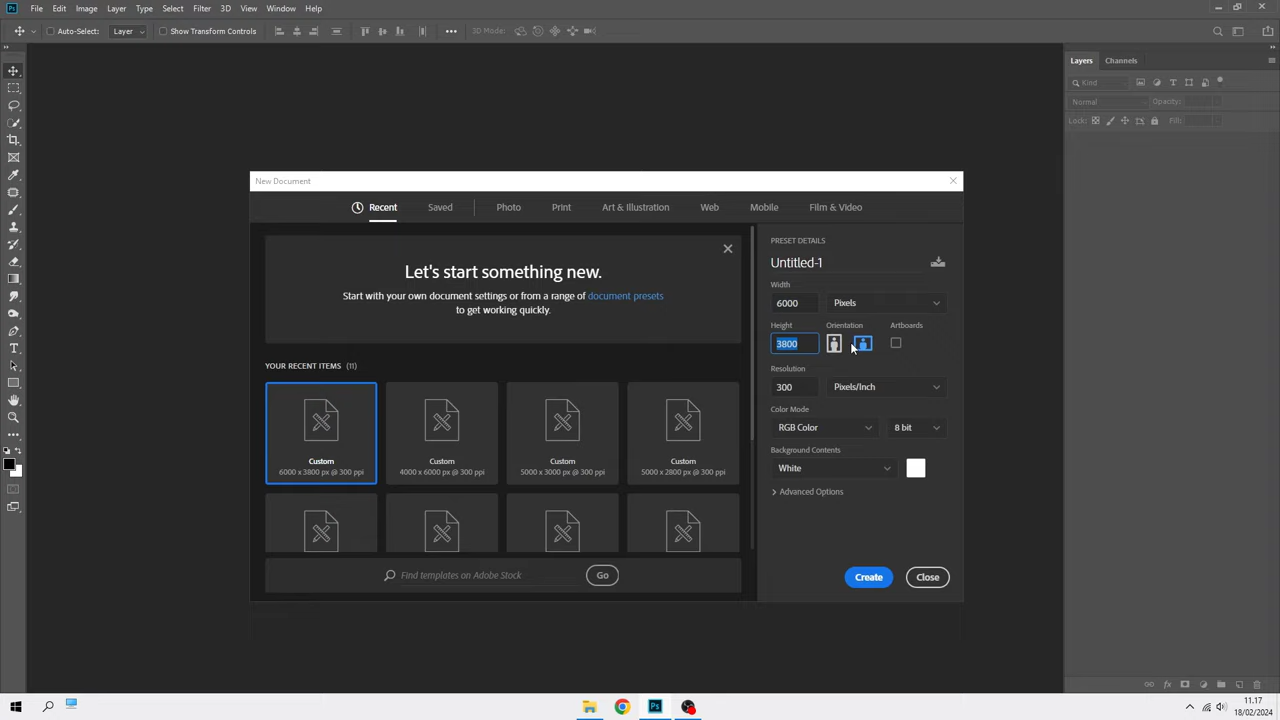 Ps File Edit Image Layer Type Select Filter 3D View Window Help
Auto-Select: Layer Show Transform Controls 3D Mode:
Layers Channels
Kind
Normal Opacity:
Lock: Fill:
New Document
Recent Saved Photo Print Art & Illustration Web Mobile Film & Video
Let's start something new.
Start with your own document settings or from a range of document presets
to get working quickly.
YOUR RECENT ITEMS (11)
Custom
6000 x 3800 px @ 300 ppi
Custom
4000 x 6000 px @ 300 ppi
Custom
5000 x 3000 px @ 300 ppi
Custom
5000 x 2800 px @ 300 ppi
Find templates on Adobe Stock Go
PRESET DETAILS
Untitled-1
Width
6000 Pixels
Height Orientation Artboards
3800
Resolution
300 Pixels/Inch
Color Mode
RGB Color 8 bit
Background Contents
White
Advanced Options
Create Close
Ps
11.17
18/02/2024